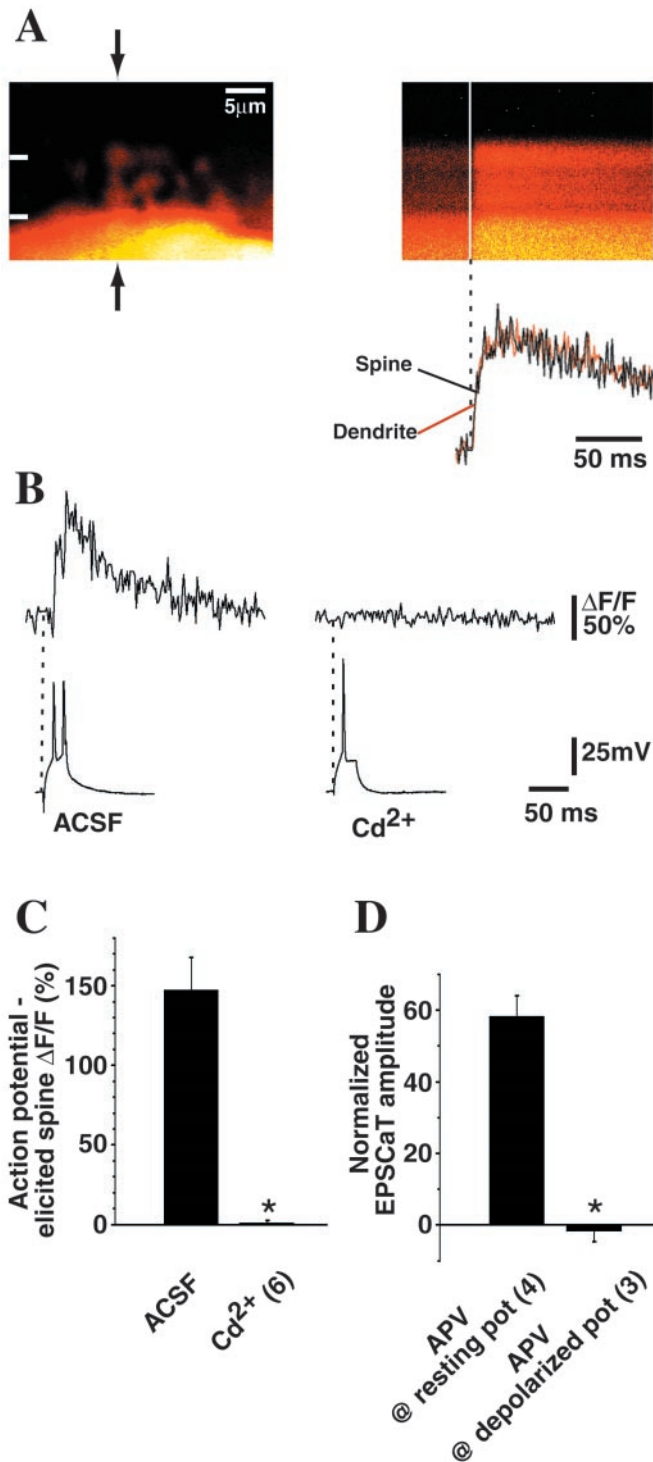 A
5μm
Spine
Dendrite
50 ms
B
ΔF/F
50%
25mV
50 ms
ACSF
Cd2+
C
D
Action potential -
elicited spine ΔF/F (%)
150
100
50
0
*
ACSF
Cd2+ (6)
Normalized
EPSCaT amplitude
60
40
20
0
*
APV
@ resting pot (4)
APV
@ depolarized pot (3)